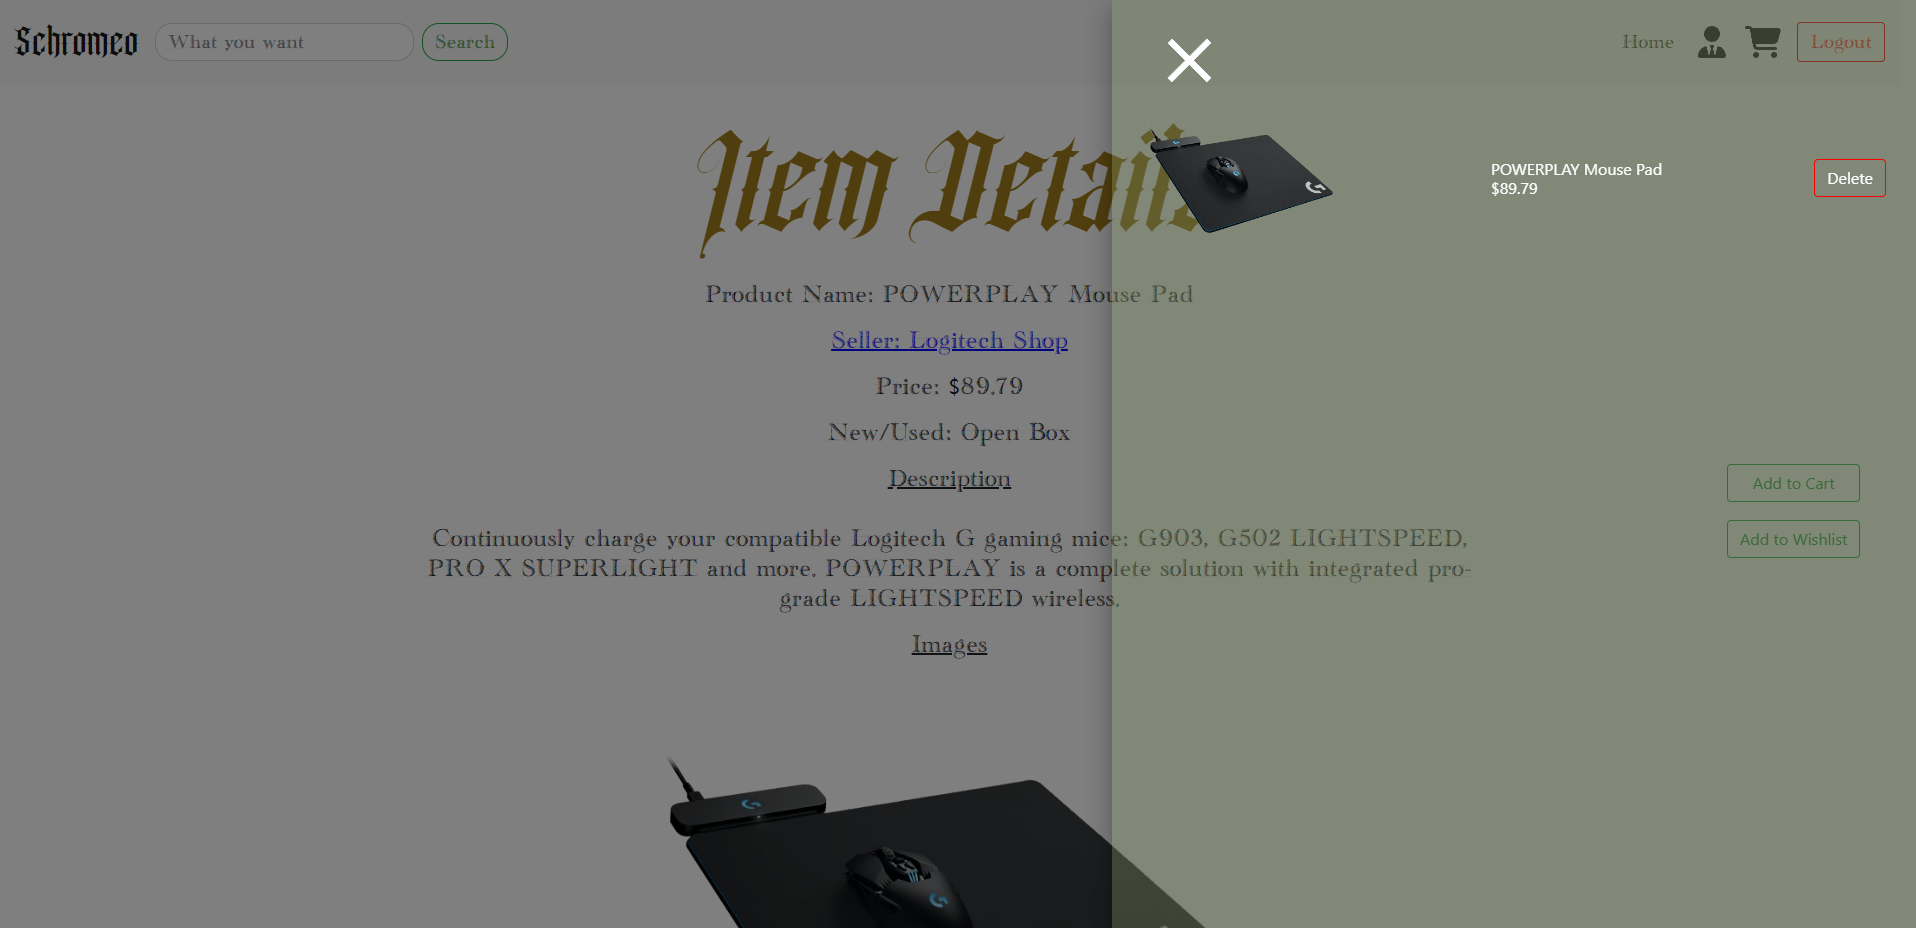 Schromeo
What you want
Search
Home
Logout
Item Details
POWERPLAY Mouse Pad
$89.79
Delete
Product Name: POWERPLAY Mouse Pad
Seller: Logitech Shop
Price: $89.79
New/Used: Open Box
Description
Add to Cart
Continuously charge your compatible Logitech G gaming mice: G903, G502 LIGHTSPEED,
PRO X SUPERLIGHT and more. POWERPLAY is a complete solution with integrated pro-
grade LIGHTSPEED wireless.
Add to Wishlist
Images